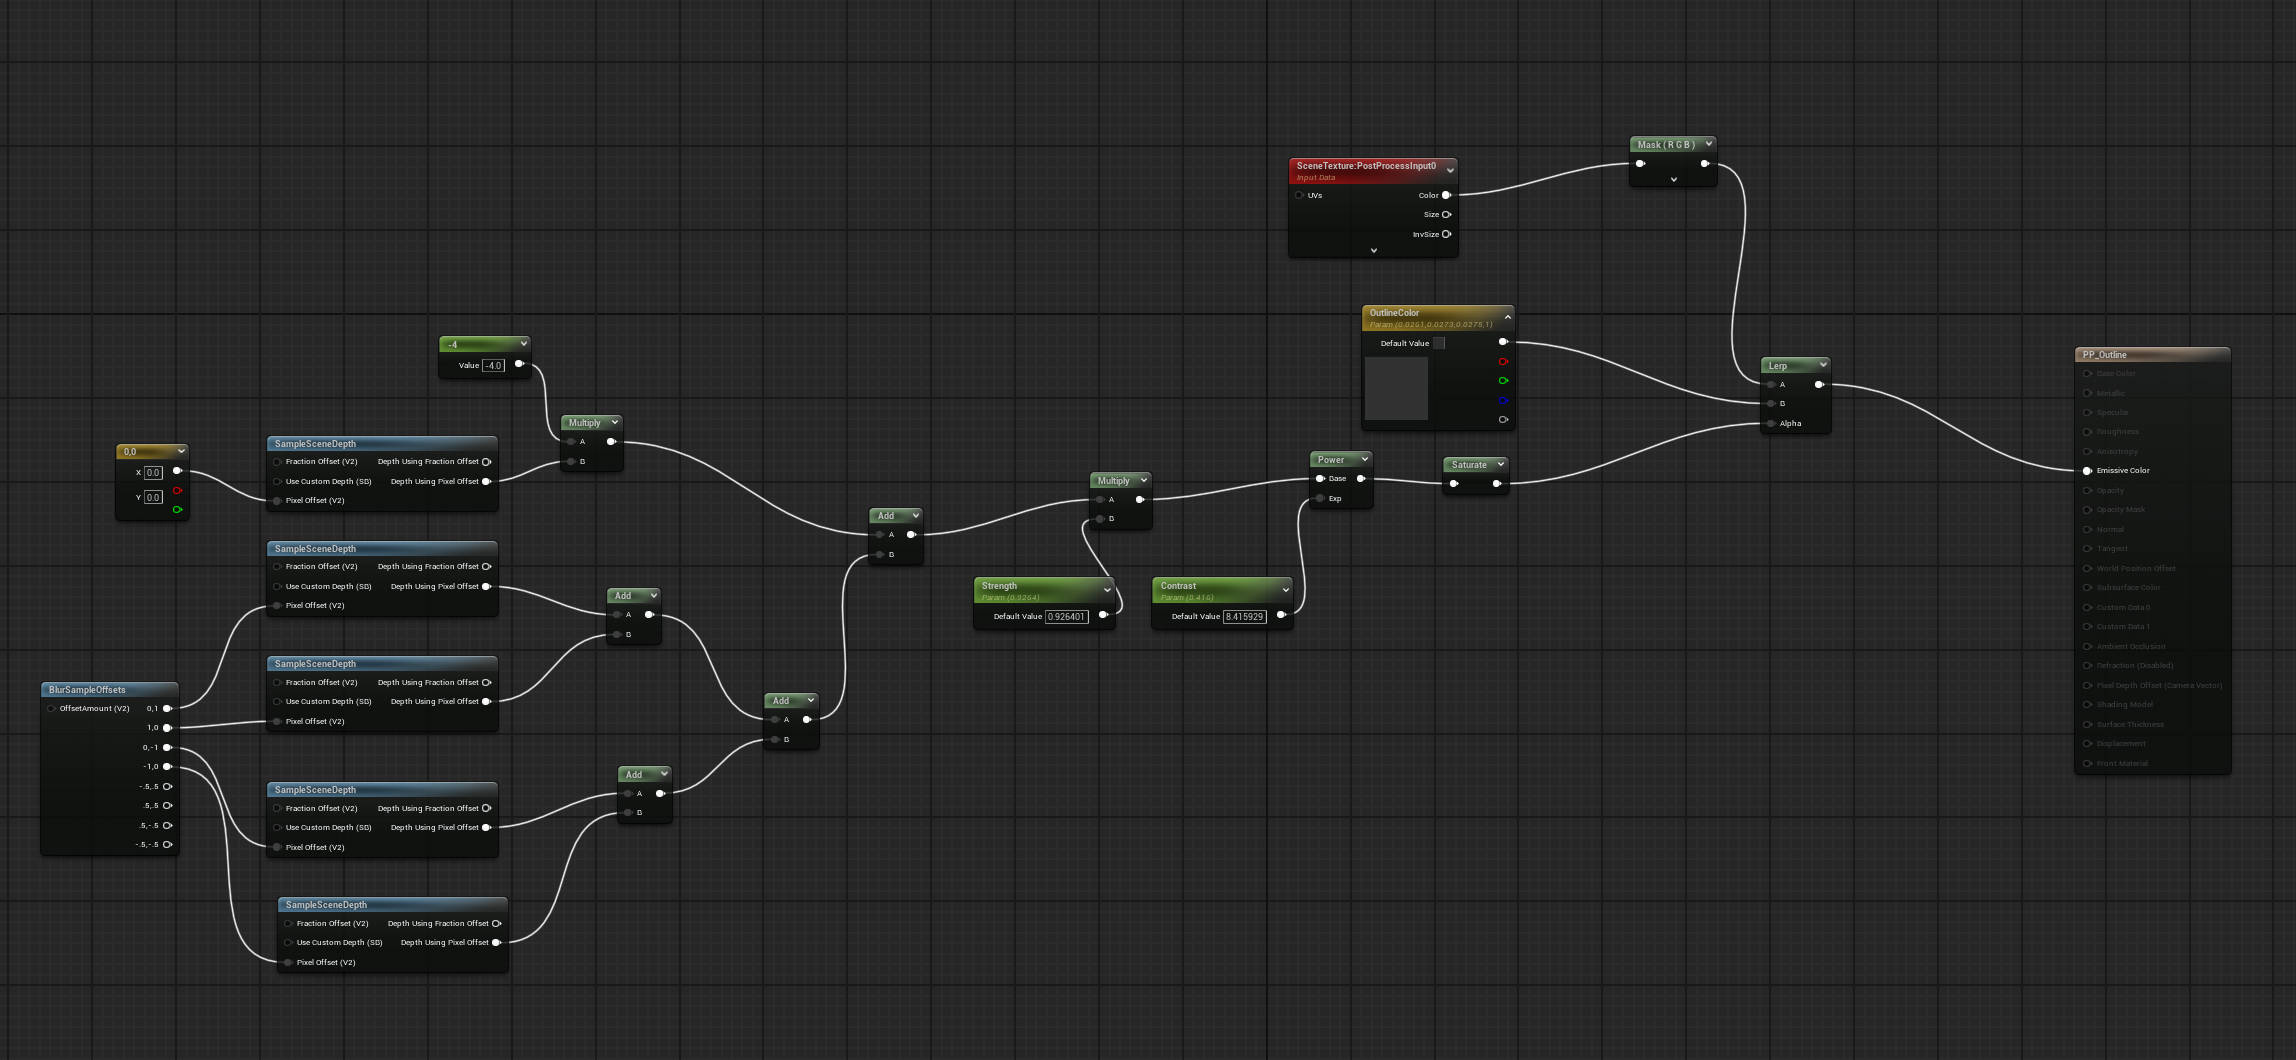 SceneTexture:PostProcessInput0
Input Data
UVs
Color
Size
InvSize
Mask ( R G B )
OutlineColor
Param (0.0251,0.0273,0.0278,1)
Default Value
Lerp
A
B
Alpha
PP_Outline
Base Color
Metallic
Specular
Roughness
Anisotropy
Emissive Color
Opacity
Opacity Mask
Normal
Tangent
World Position Offset
Subsurface Color
Custom Data 0
Custom Data 1
Ambient Occlusion
Refraction (Disabled)
Pixel Depth Offset (Camera Vector)
Shading Model
Surface Thickness
Displacement
Front Material
-4
Value -4.0
Multiply
A
B
0,0
X 0.0
Y 0.0
SampleSceneDepth
Fraction Offset (V2) Depth Using Fraction Offset
Use Custom Depth (SB) Depth Using Pixel Offset
Pixel Offset (V2)
SampleSceneDepth
Fraction Offset (V2) Depth Using Fraction Offset
Use Custom Depth (SB) Depth Using Pixel Offset
Pixel Offset (V2)
SampleSceneDepth
Fraction Offset (V2) Depth Using Fraction Offset
Use Custom Depth (SB) Depth Using Pixel Offset
Pixel Offset (V2)
SampleSceneDepth
Fraction Offset (V2) Depth Using Fraction Offset
Use Custom Depth (SB) Depth Using Pixel Offset
Pixel Offset (V2)
SampleSceneDepth
Fraction Offset (V2) Depth Using Fraction Offset
Use Custom Depth (SB) Depth Using Pixel Offset
Pixel Offset (V2)
BlurSampleOffsets
OffsetAmount (V2) 0,1
1,0
0,-1
-1,0
-.5,.5
.5,.5
.5,-.5
-.5,-.5
Add
A
B
Add
A
B
Add
A
B
Add
A
B
Multiply
A
B
Strength
Param (0.9264)
Default Value 0.926401
Contrast
Param (8.416)
Default Value 8.415929
Power
Base
Exp
Saturate